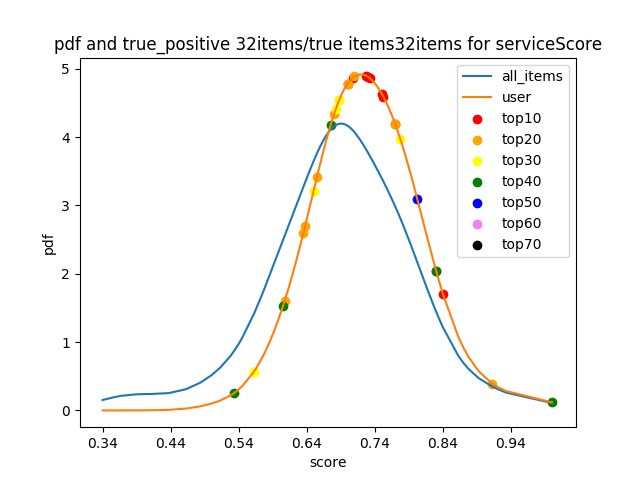 pdf and true_positive 32items/true items32items for serviceScore
all_items
user
top10
top20
top30
top40
top50
top60
top70
pdf
5
4
3
2
1
0
0.34 0.44 0.54 0.64 0.74 0.84 0.94
score